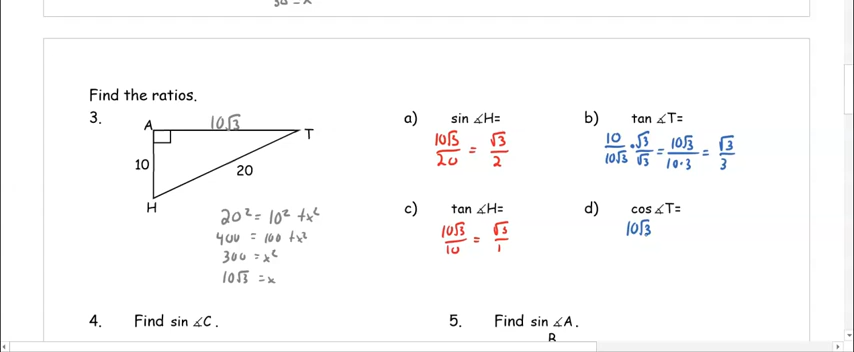 Find the ratios.
3.
A
10√3
T
10
20
H
20² = 10² + x²
400 = 100 + x²
300 = x²
10√3 = x
a) sin ∡H=
10√3/20 = √3/2
b) tan ∡T=
10/10√3 · √3/√3 = 10√3/10·3 = √3/3
c) tan ∡H=
10√3/10 = √3/1
d) cos ∡T=
10√3
4. Find sin ∡C.
5. Find sin ∡A.
B